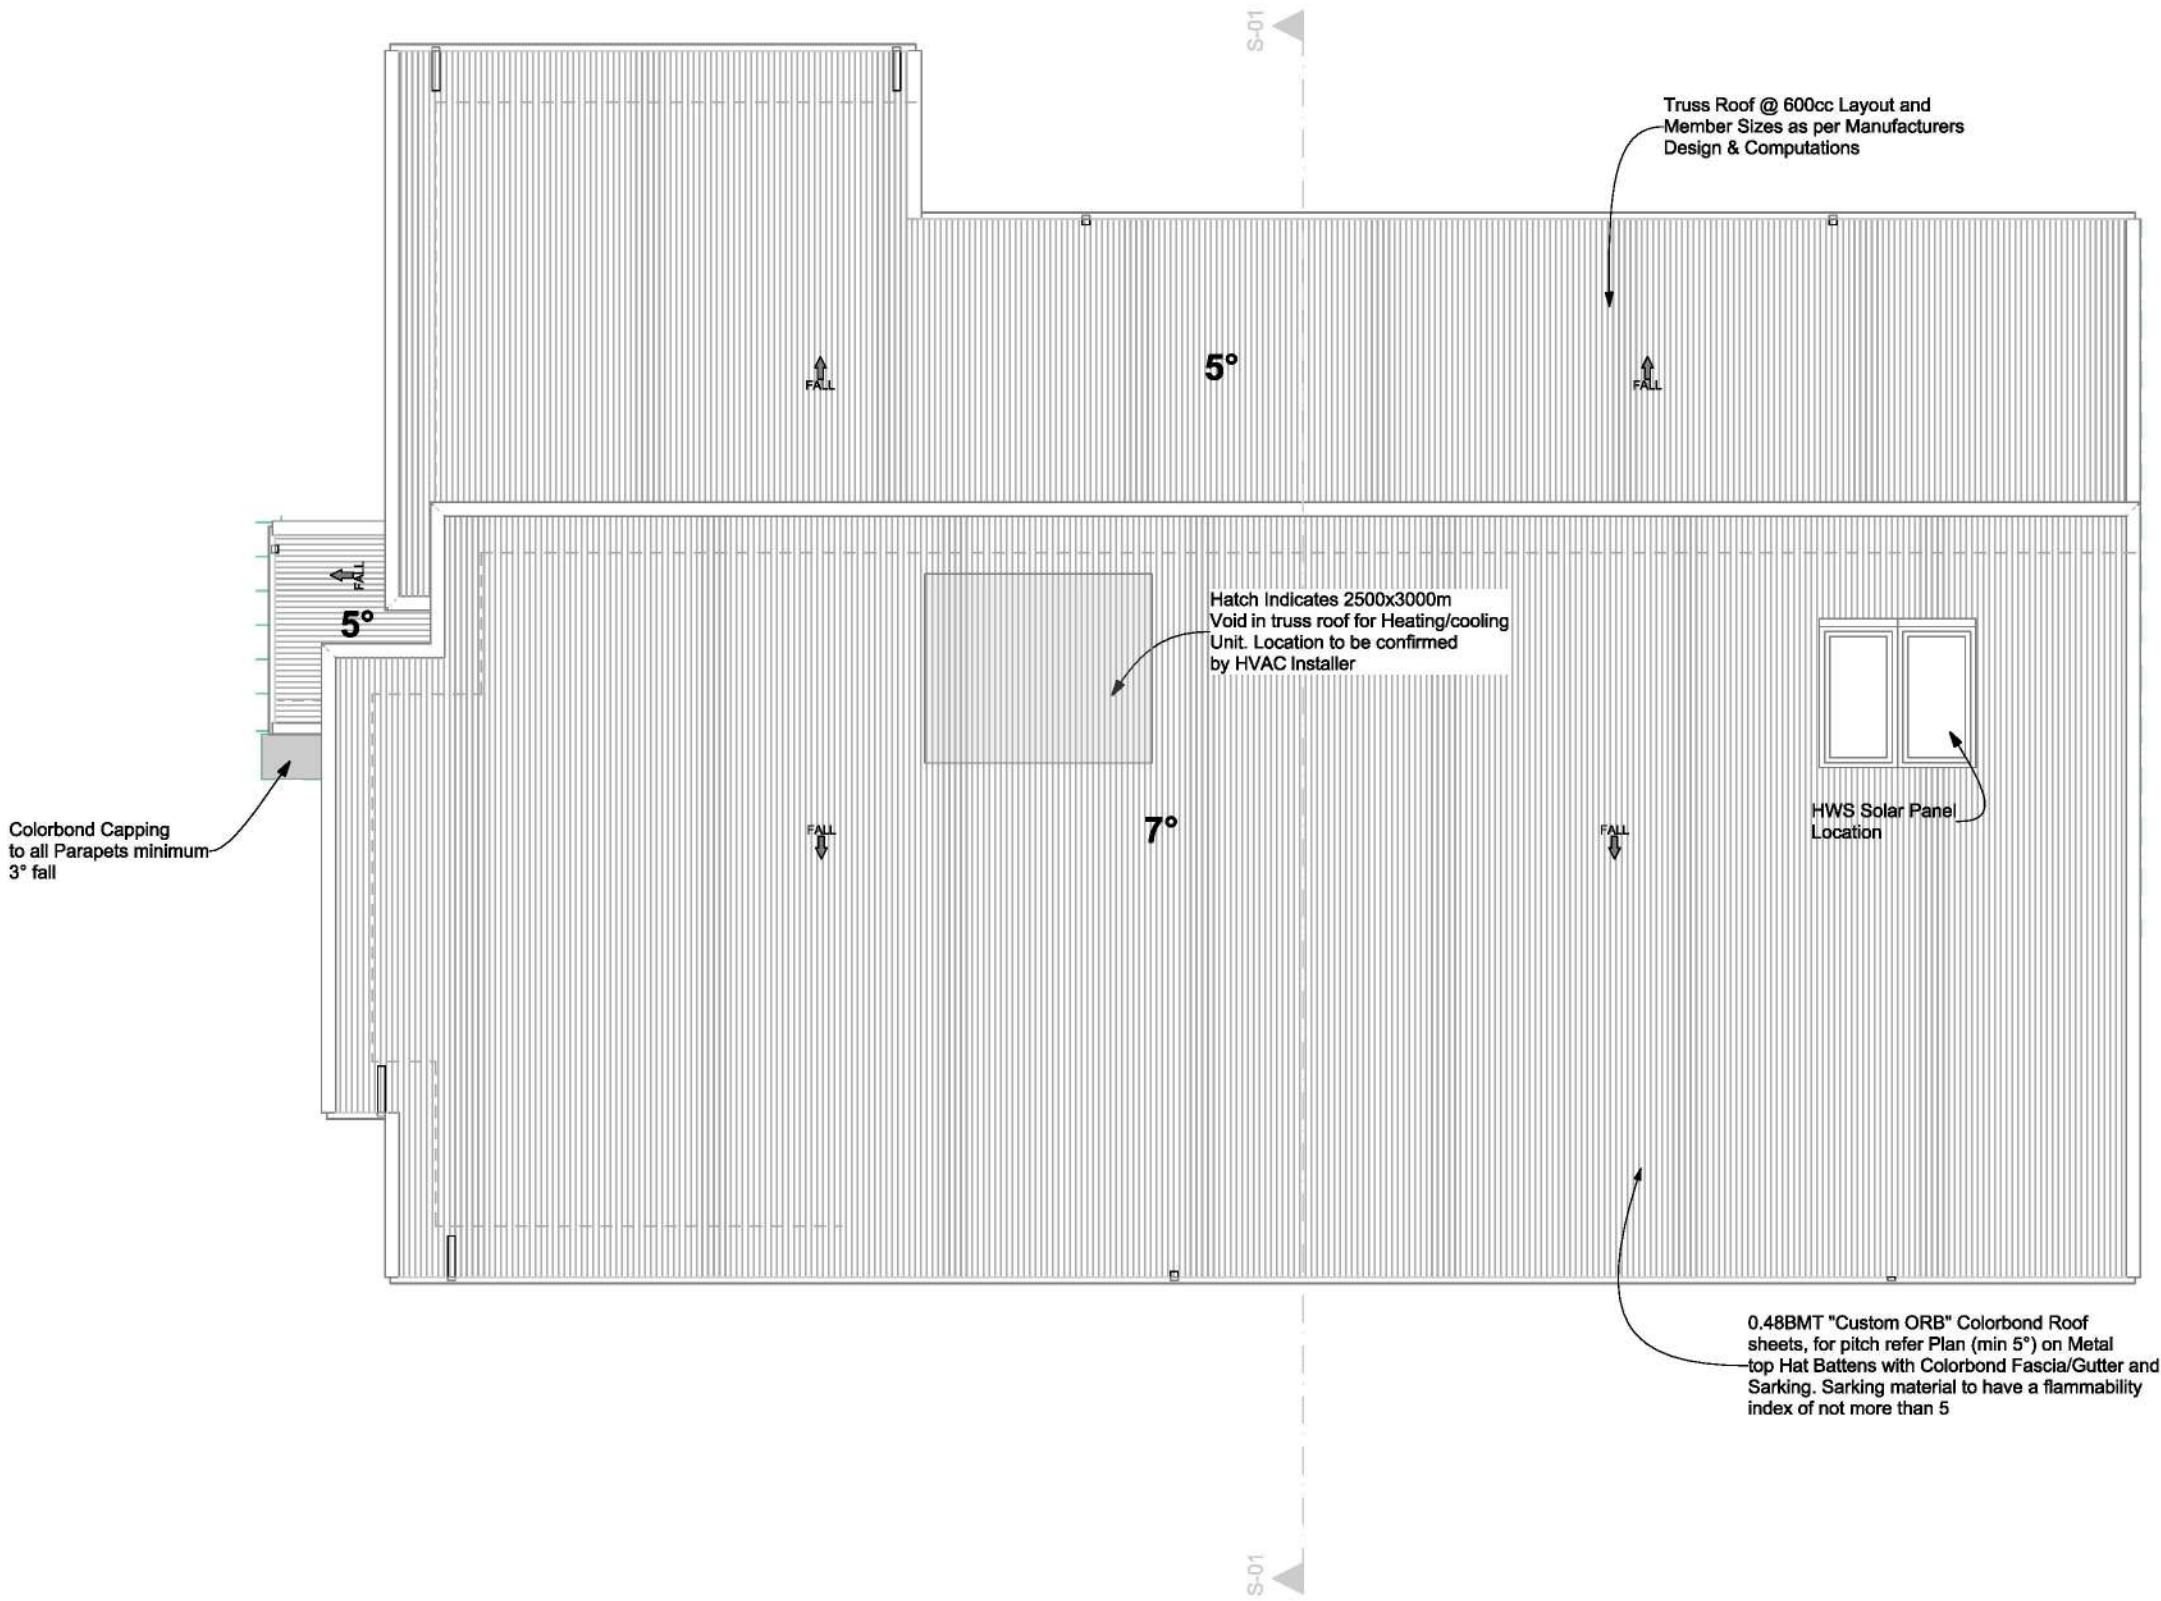 S-01
Truss Roof @ 600cc Layout and
Member Sizes as per Manufacturers
Design & Computations
5°
FALL
FALL
FALL
5°
Hatch Indicates 2500x3000m
Void in truss roof for Heating/cooling
Unit. Location to be confirmed
by HVAC Installer
HWS Solar Panel
Location
7°
FALL
FALL
Colorbond Capping
to all Parapets minimum
3° fall
0.48BMT "Custom ORB" Colorbond Roof
sheets, for pitch refer Plan (min 5°) on Metal
top Hat Battens with Colorbond Fascia/Gutter and
Sarking. Sarking material to have a flammability
index of not more than 5
S-01